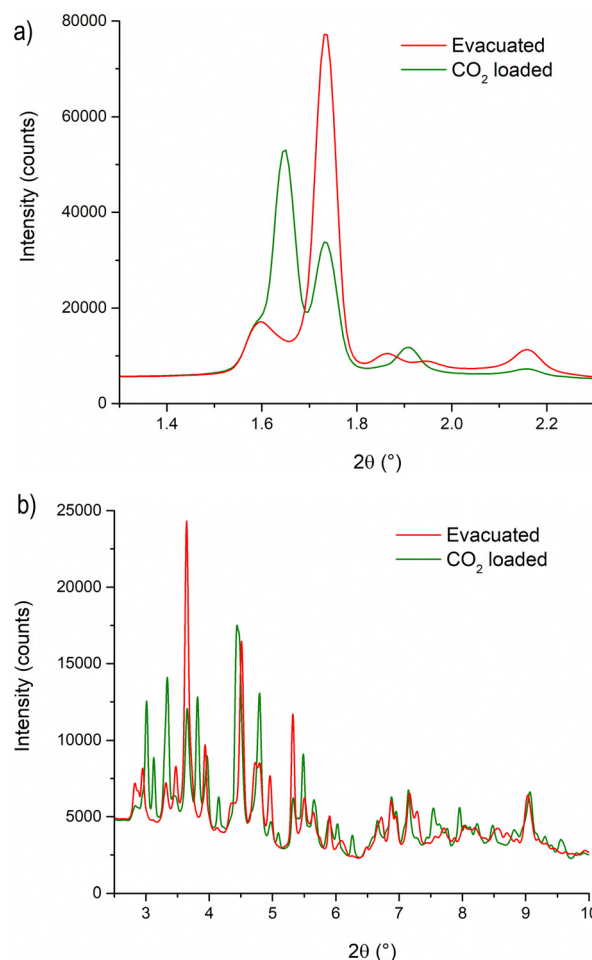 a)
Evacuated
CO₂ loaded
80000
60000
40000
20000
0
Intensity (counts)
1.4
1.6
1.8
2.0
2.2
2θ (°)
b)
25000
Evacuated
CO₂ loaded
20000
15000
10000
5000
0
Intensity (counts)
3
4
5
6
7
8
9
10
2θ (°)